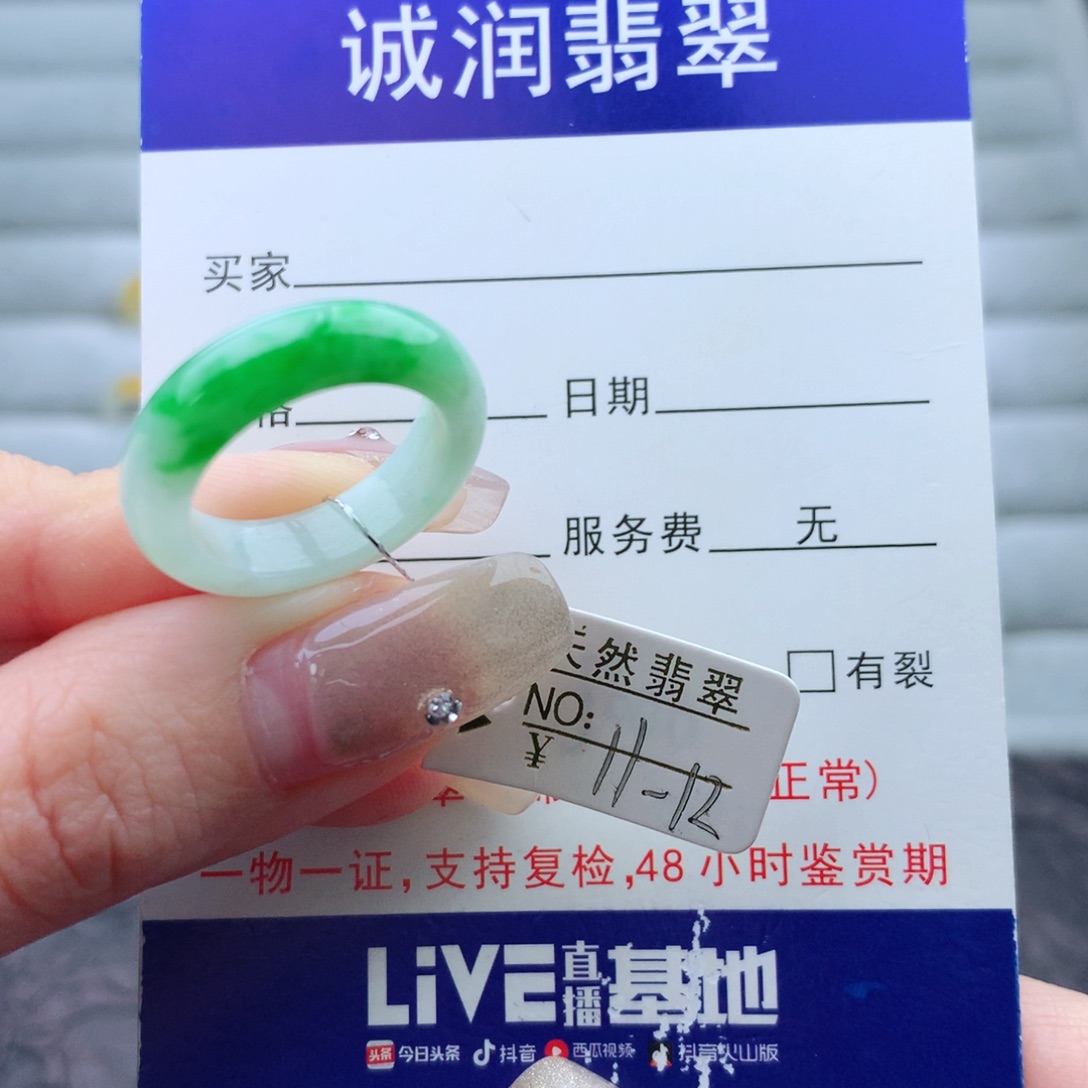 诚润翡翠
买家
格 日期
服务费 无
有裂
天然翡翠
NO:
¥ 11-12
正常)
一物一证,支持复检,48小时鉴赏期
LiVE直播基地
头条 今日头条 抖音 西瓜视频 抖音火山版